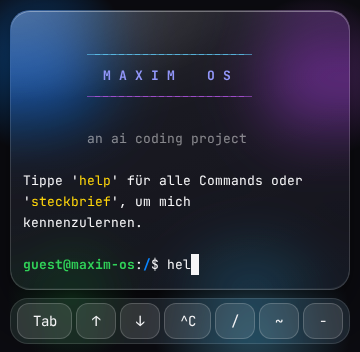 MAXIM OS
an ai coding project
Tippe 'help' für alle Commands oder
'steckbrief', um mich
kennenzulernen.
guest@maxim-os:/$ hel
Tab ↑ ↓ ^C / ~ -